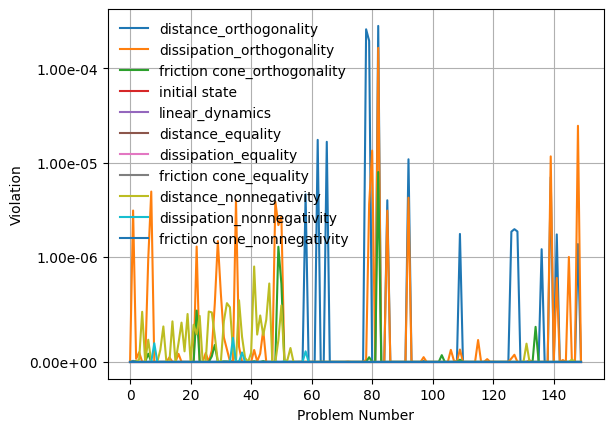 distance_orthogonality
dissipation_orthogonality
friction cone_orthogonality
initial state
linear_dynamics
distance_equality
dissipation_equality
friction cone_equality
distance_nonnegativity
dissipation_nonnegativity
friction cone_nonnegativity
1.00e-04
1.00e-05
1.00e-06
0.00e+00
Violation
0 20 40 60 80 100 120 140
Problem Number